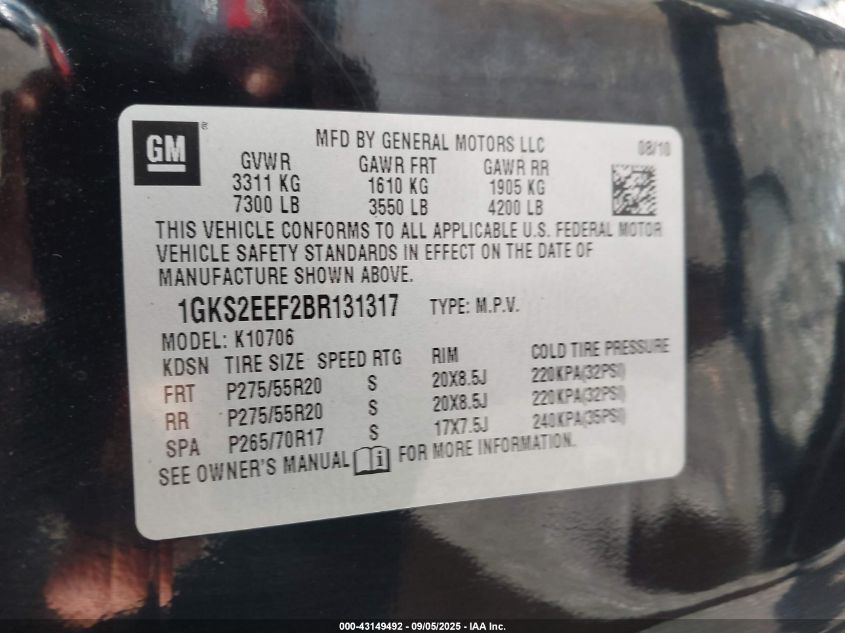 GM®
MFD BY GENERAL MOTORS LLC 08/10
GVWR GAWR FRT GAWR RR
3311 KG 1610 KG 1905 KG
7300 LB 3550 LB 4200 LB
THIS VEHICLE CONFORMS TO ALL APPLICABLE U.S. FEDERAL MOTOR
VEHICLE SAFETY STANDARDS IN EFFECT ON THE DATE OF
MANUFACTURE SHOWN ABOVE.
1GKS2EEF2BR131317 TYPE: M.P.V.
MODEL: K10706
KDSN TIRE SIZE SPEED RTG RIM COLD TIRE PRESSURE
FRT P275/55R20 S 20X8.5J 220KPA(32PSI)
RR P275/55R20 S 20X8.5J 220KPA(32PSI)
SPA P265/70R17 S 17X7.5J 240KPA(35PSI)
SEE OWNER'S MANUAL i FOR MORE INFORMATION.
000-43149492 - 09/05/2025 - IAA Inc.